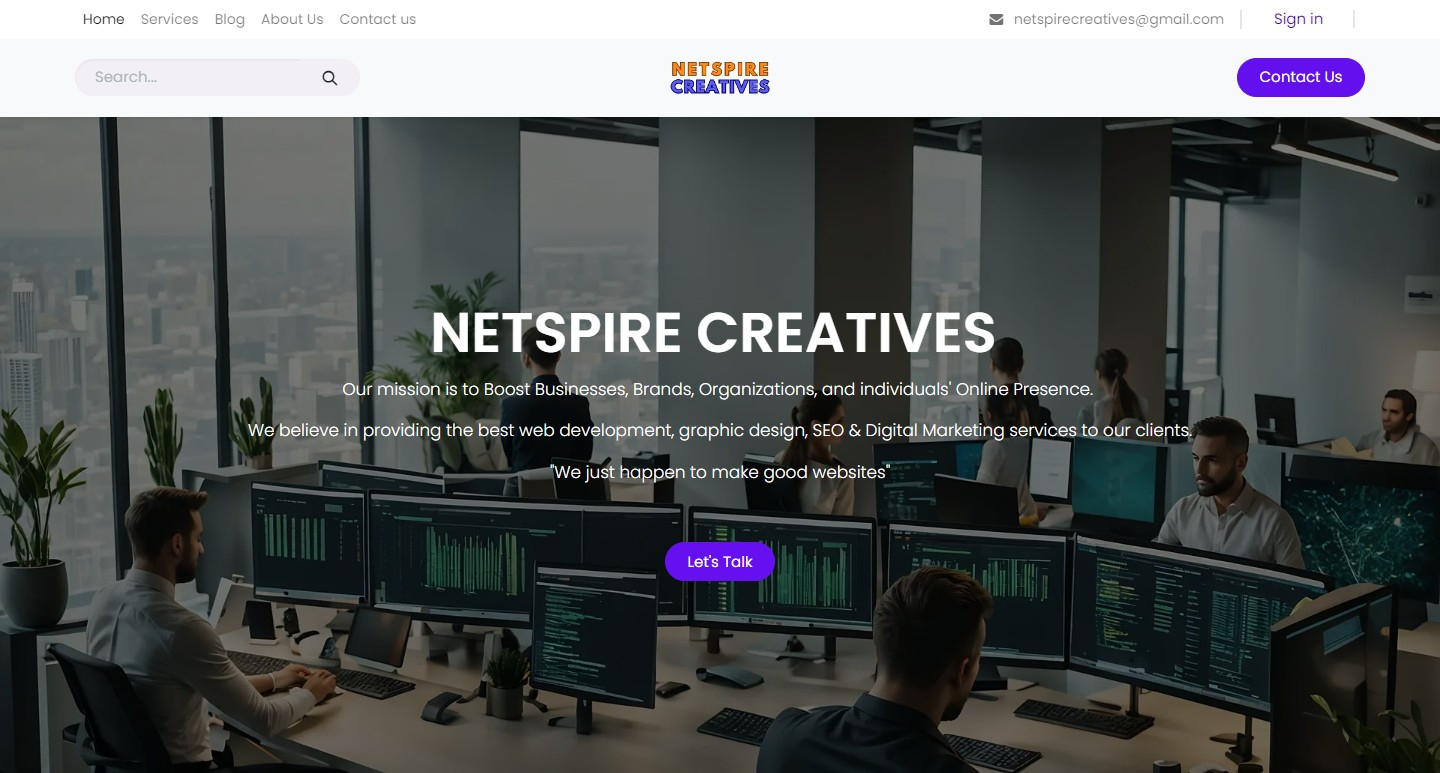 Home Services Blog About Us Contact us netspirecreatives@gmail.com Sign in
Search... NETSPIRE Contact Us
CREATIVES
NETSPIRE CREATIVES
Our mission is to Boost Businesses, Brands, Organizations, and individuals' Online Presence.
We believe in providing the best web development, graphic design, SEO & Digital Marketing services to our clients.
"We just happen to make good websites"
Let's Talk